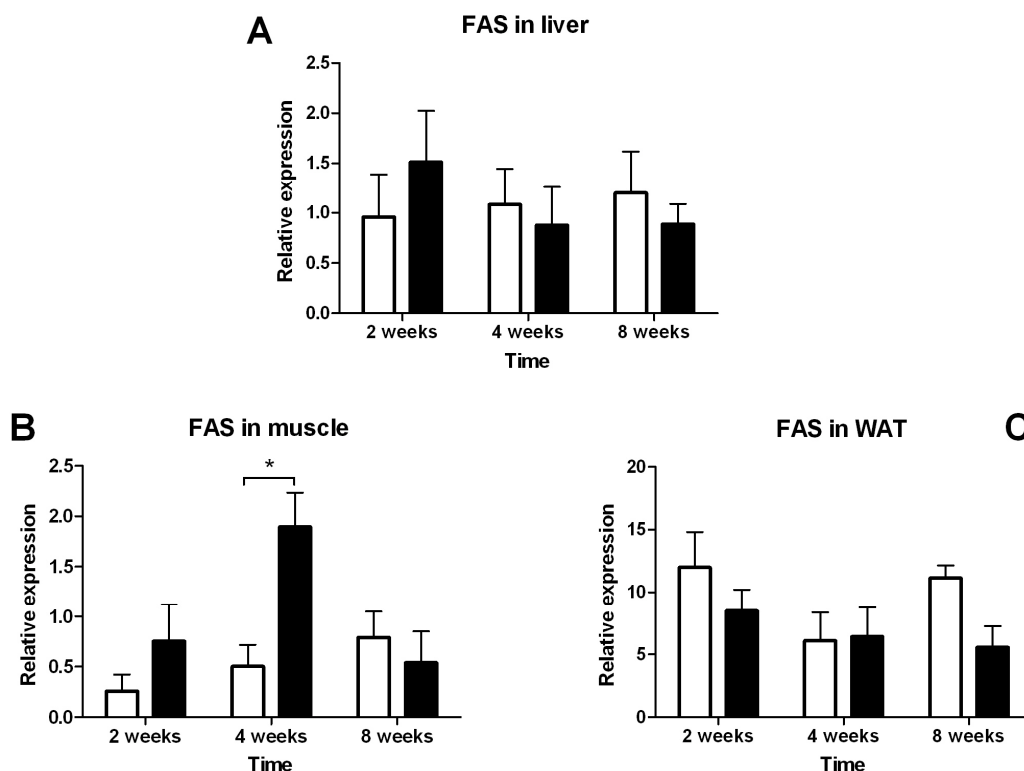 A
FAS in liver
Relative expression
2.5
2.0
1.5
1.0
0.5
0.0
2 weeks 4 weeks 8 weeks
Time
B
FAS in muscle
Relative expression
2.5
2.0
1.5
1.0
0.5
0.0
*
2 weeks 4 weeks 8 weeks
Time
FAS in WAT
Relative expression
20
15
10
5
0
2 weeks 4 weeks 8 weeks
Time